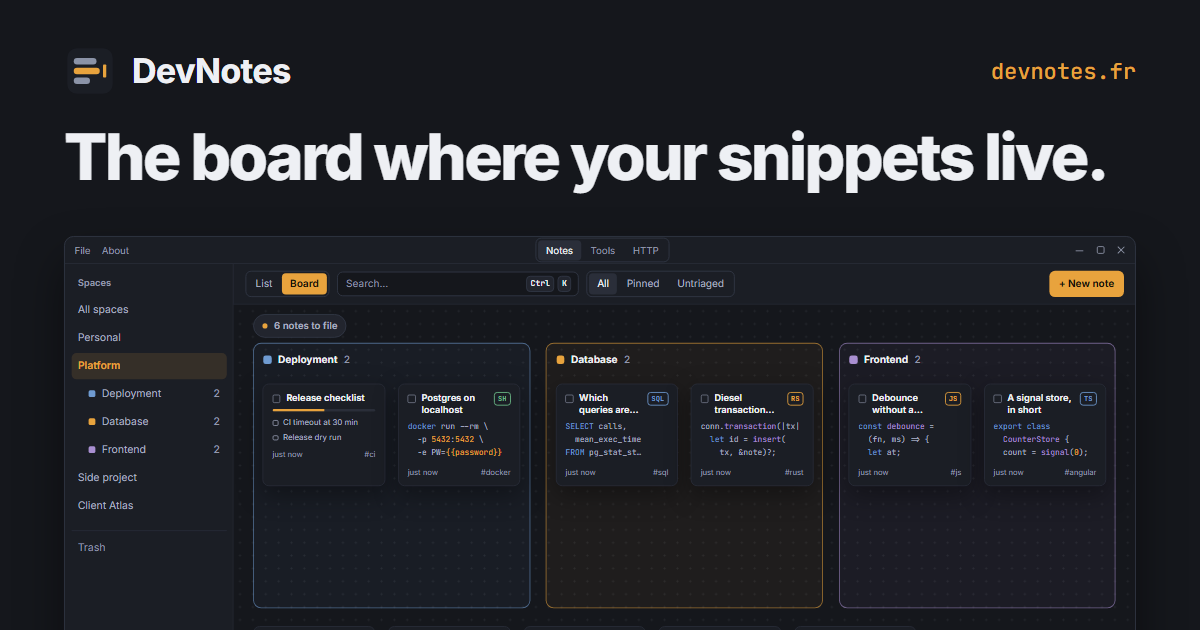 DevNotes
devnotes.fr
The board where your snippets live.
File About
Notes Tools HTTP
Spaces
All spaces
Personal
Platform
Deployment 2
Database 2
Frontend 2
Side project
Client Atlas
Trash
List Board
Search... Ctrl K
All Pinned Untriaged
+ New note
6 notes to file
Deployment 2
Release checklist
CI timeout at 30 min
Release dry run
just now #ci
Postgres on SH
localhost
docker run --rm \
-p 5432:5432 \
-e PW={{password}}
just now #docker
Database 2
Which SQL
queries are...
SELECT calls,
mean_exec_time
FROM pg_stat_st…
just now #sql
Diesel RS
transaction...
conn.transaction(|tx|
let id = insert(
tx, &note)?;
just now #rust
Frontend 2
Debounce JS
without a...
const debounce =
(fn, ms) => {
let at;
just now #js
A signal store, TS
in short
export class
CounterStore {
count = signal(0);
just now #angular